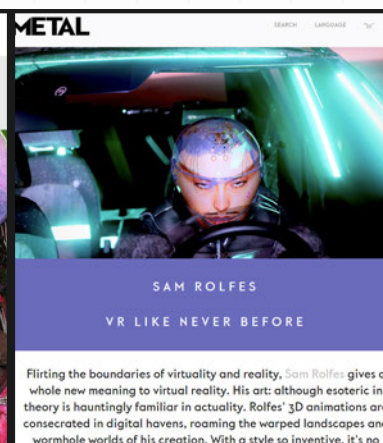 METAL
SEARCH LANGUAGE
SAM ROLFES
VR LIKE NEVER BEFORE
Flirting the boundaries of virtuality and reality, Sam Rolfes gives a
whole new meaning to virtual reality. His art: although esoteric in
theory is hauntingly familiar in actuality. Rolfes' 3D animations are
consecrated in digital havens, roaming the warped landscapes and
wormhole worlds of his creation. With a style so inventive, it's a